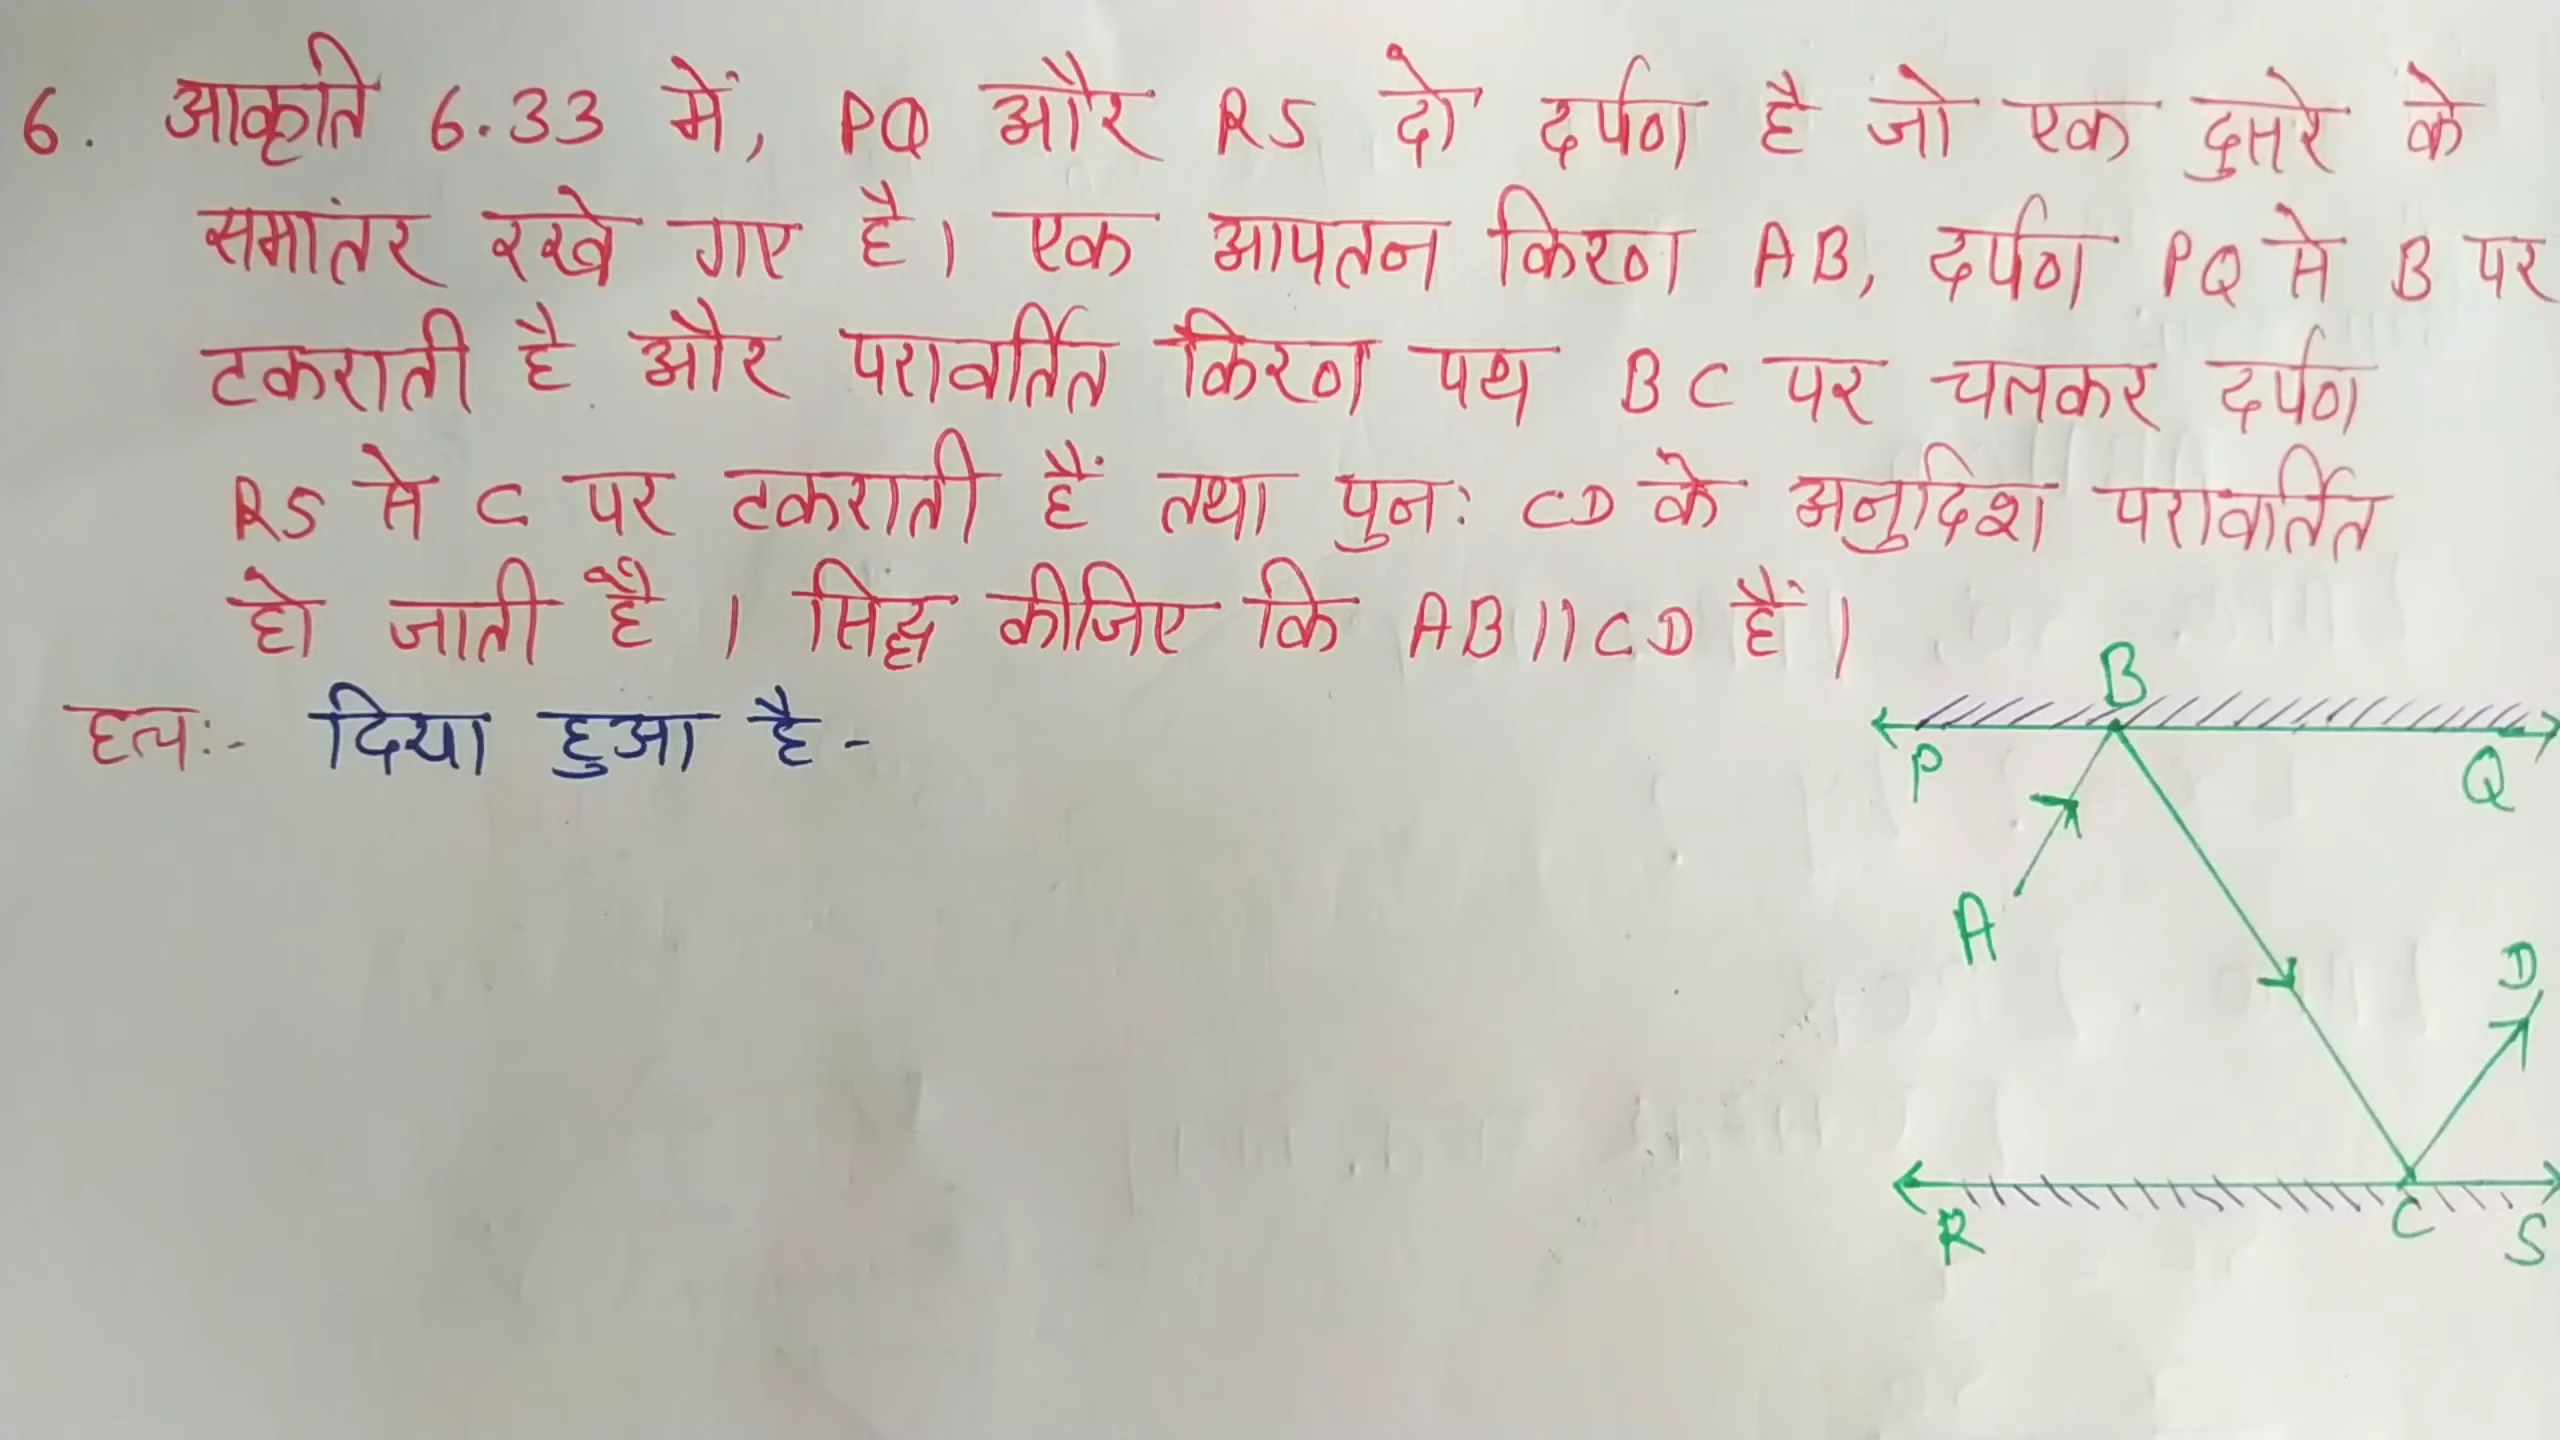 6. आकृति 6.33 में, PQ और RS दो दर्पण है जो एक दुसरे के
समांतर रखे गए है। एक आपतन किरण AB, दर्पण PQ से B पर
टकराती है और परावर्तित किरण पथ BC पर चलकर दर्पण
RS से C पर टकराती हैं तथा पुन: CD के अनुदिश परावर्तित
हो जाती है। सिद्ध कीजिए कि AB||CD हैं।
हल:- दिया हुआ है-
B
P
Q
A
D
R
C
S